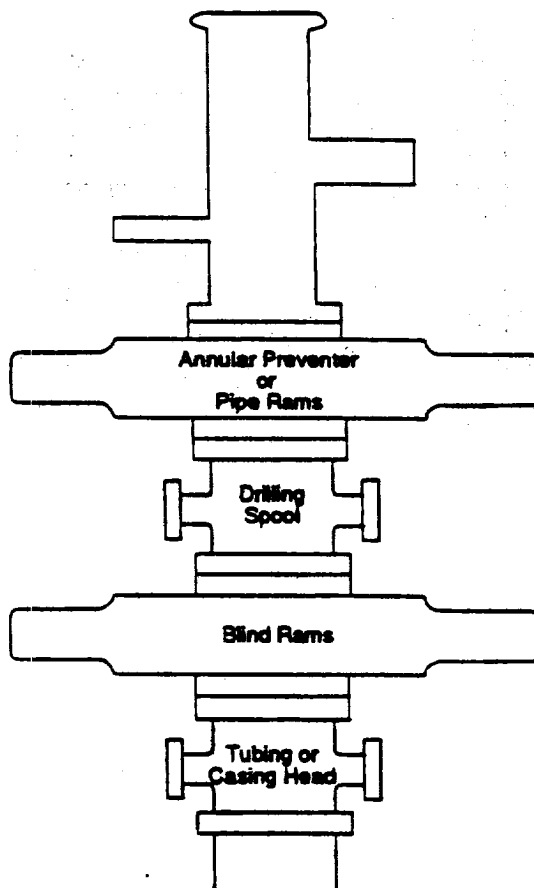 Annular Preventer
or
Pipe Rams
Drilling
Spool
Blind Rams
Tubing or
Casing Head